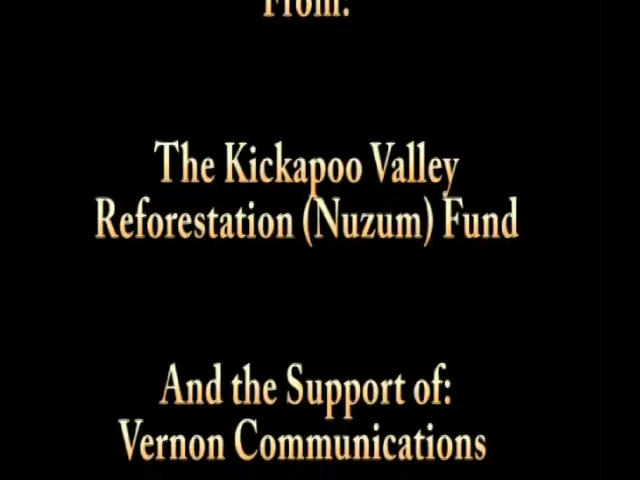 From:
The Kickapoo Valley
Reforestation (Nuzum) Fund
And the Support of:
Vernon Communications